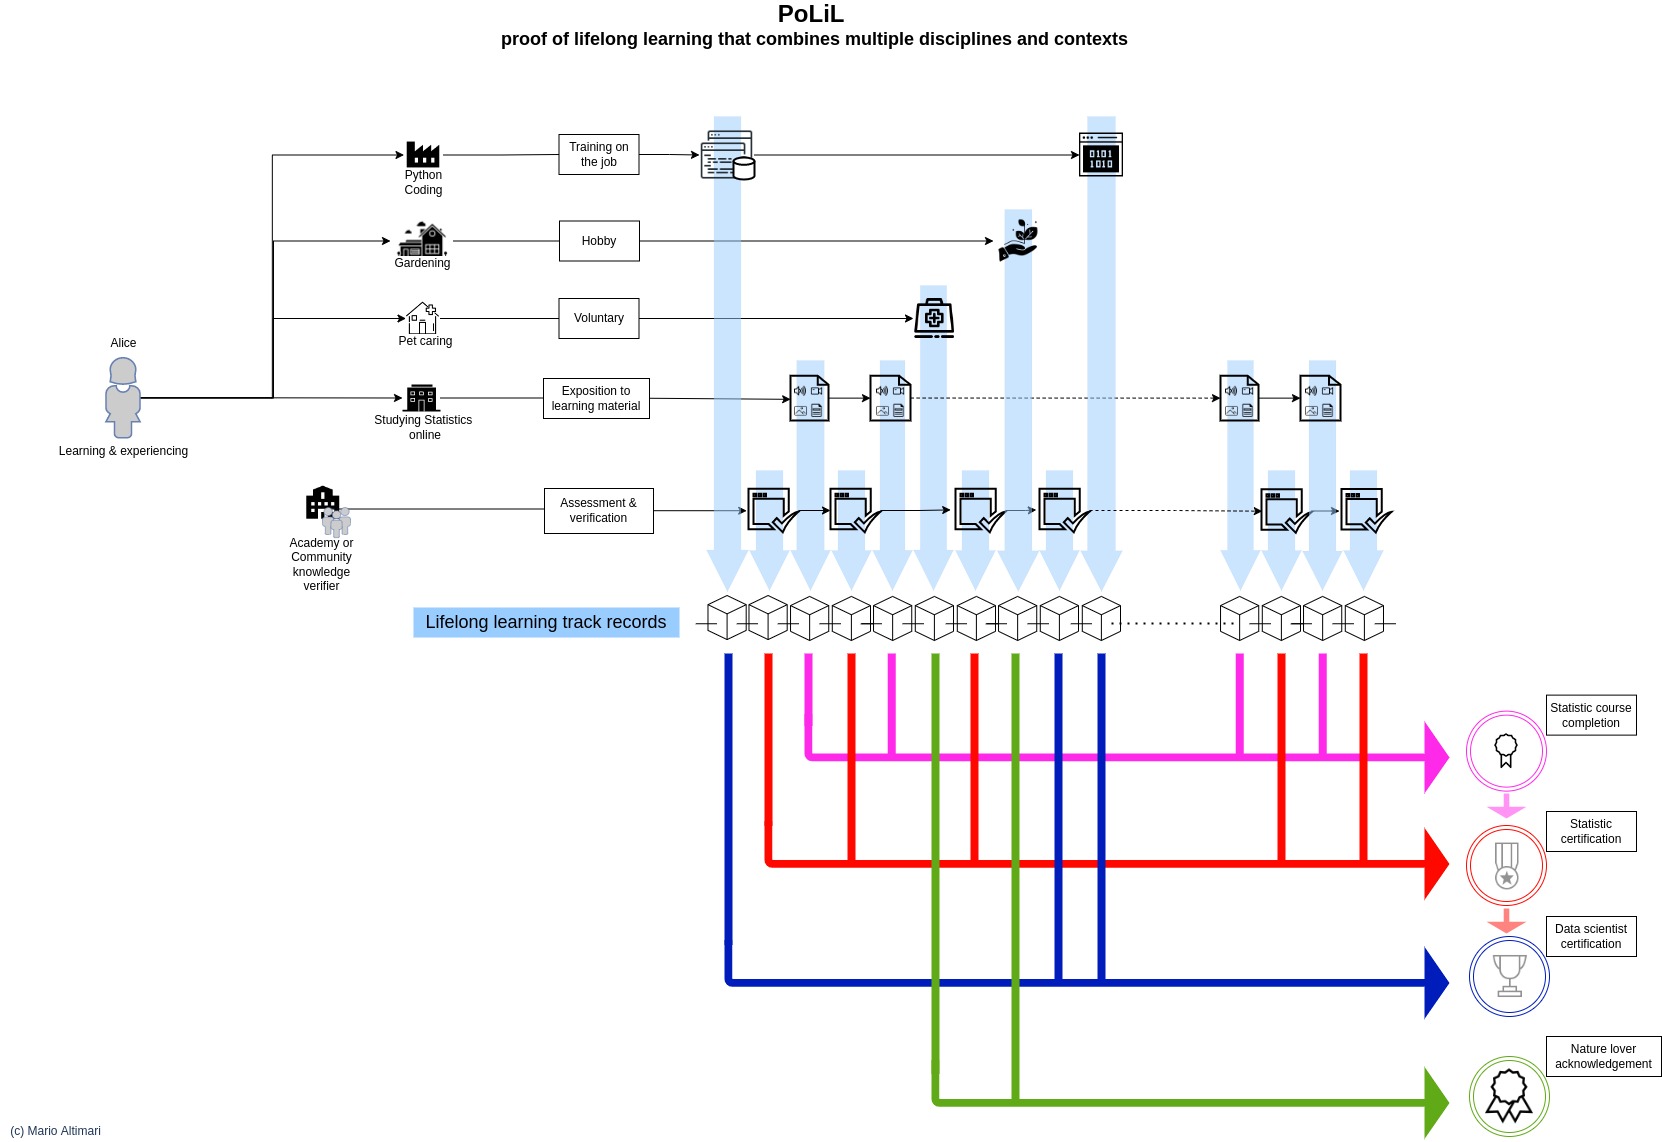 PoLiL
proof of lifelong learning that combines multiple disciplines and contexts
Python
Coding
Training on
the job
0101
1010
Gardening
Hobby
Pet caring
Voluntary
Alice
Learning & experiencing
Studying Statistics
online
Exposition to
learning material
Academy or
Community
knowledge
verifier
Assessment &
verification
Lifelong learning track records
Statistic course
completion
Statistic
certification
Data scientist
certification
Nature lover
acknowledgement
(c) Mario Altimari